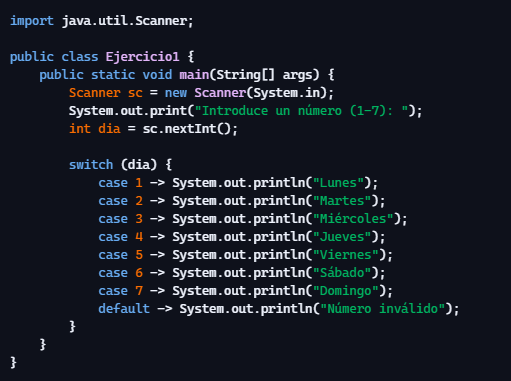 import java.util.Scanner;
public class Ejercicio1 {
public static void main(String[] args) {
Scanner sc = new Scanner(System.in);
System.out.print("Introduce un número (1-7): ");
int dia = sc.nextInt();
switch (dia) {
case 1 -> System.out.println("Lunes");
case 2 -> System.out.println("Martes");
case 3 -> System.out.println("Miércoles");
case 4 -> System.out.println("Jueves");
case 5 -> System.out.println("Viernes");
case 6 -> System.out.println("Sábado");
case 7 -> System.out.println("Domingo");
default -> System.out.println("Número inválido");
}
}
}